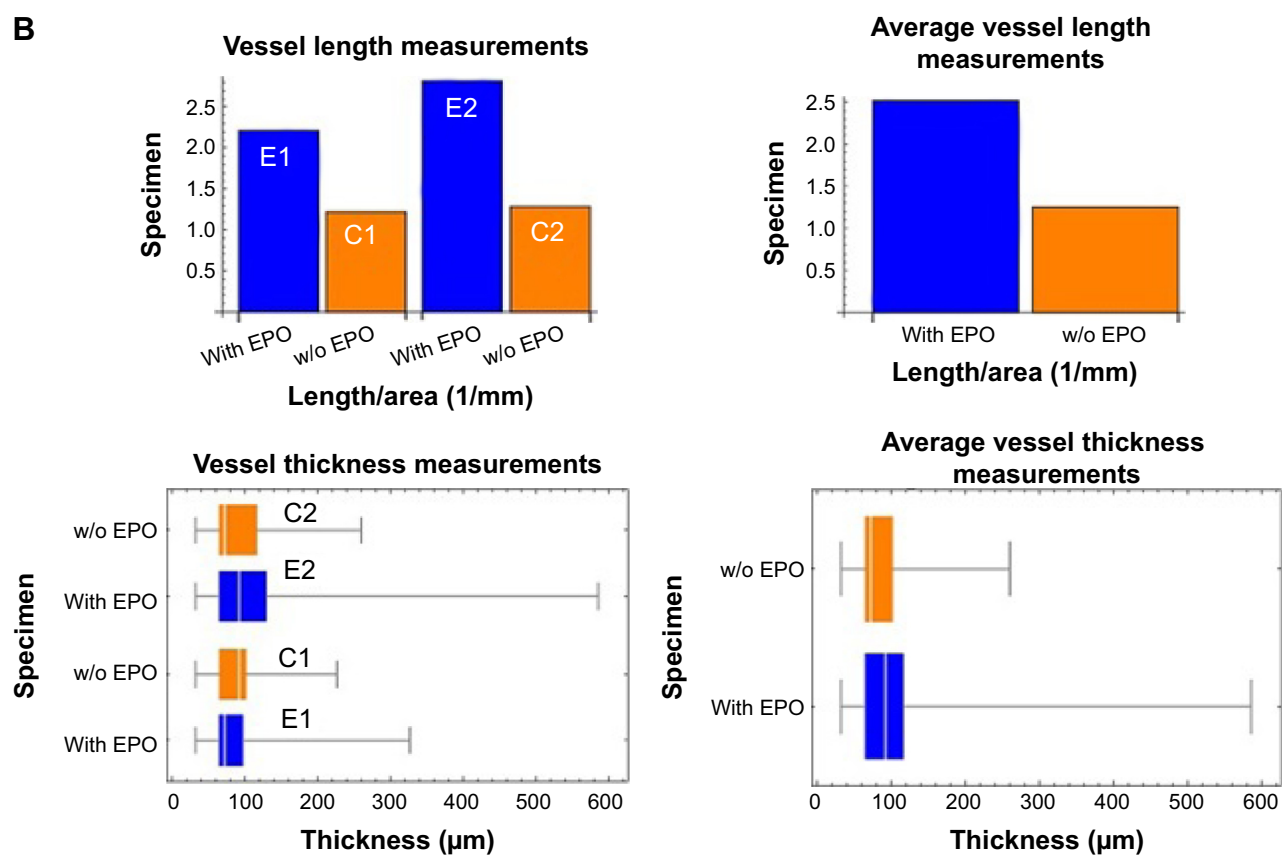 B
Vessel length measurements
Specimen
2.5
2.0
1.5
1.0
0.5
E1
C1
E2
C2
With EPO
w/o EPO
With EPO
w/o EPO
Length/area (1/mm)
Average vessel length
measurements
Specimen
2.5
2.0
1.5
1.0
0.5
With EPO
w/o EPO
Length/area (1/mm)
Vessel thickness measurements
Specimen
w/o EPO
C2
With EPO
E2
w/o EPO
C1
With EPO
E1
0 100 200 300 400 500 600
Thickness (µm)
Average vessel thickness
measurements
Specimen
w/o EPO
With EPO
0 100 200 300 400 500 600
Thickness (µm)